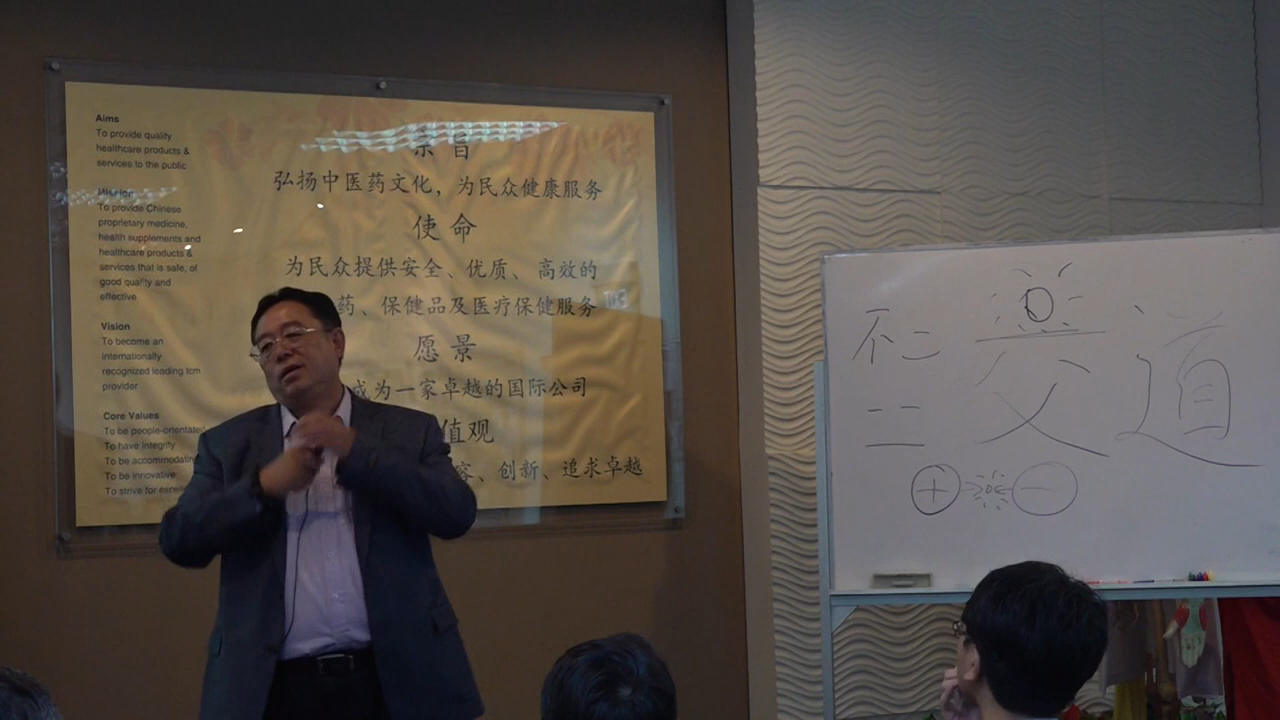 Aims
To provide quality
healthcare products &
services to the public
Mission
To provide Chinese
proprietary medicine,
health supplements and
healthcare products &
services that is safe, of
good quality and
effective
Vision
To become an
internationally
recognized leading tcm
provider
Core Values
To be people-orientated
To have integrity
To be accommodatin
To be innovative
To strive for
宗旨
弘扬中医药文化，为民众健康服务
使命
为民众提供安全、优质、高效的
药、保健品及医疗保健服务
愿景
成为一家卓越的国际公司
值观
容、创新、追求卓越
不二
二
父
道
+ -